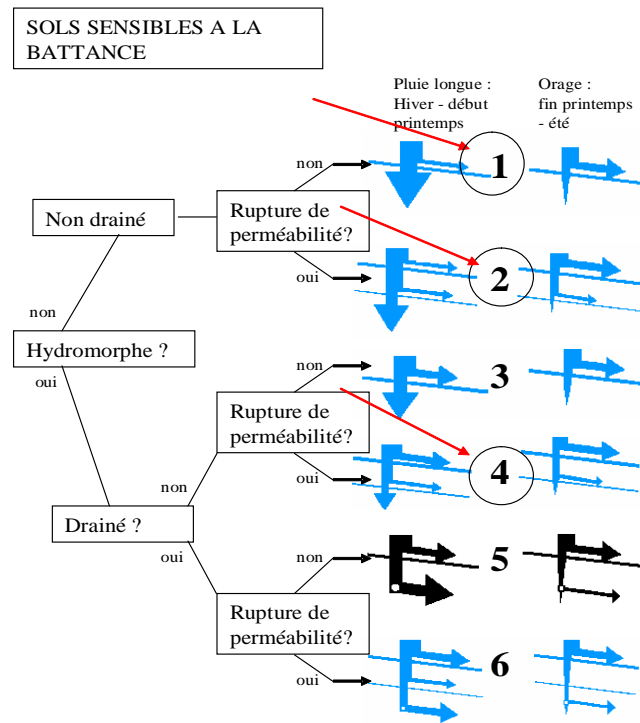 SOLS SENSIBLES A LA
BATTANCE
Pluie longue :
Hiver - début
printemps
Orage :
fin printemps
- été
non
1
Non drainé
Rupture de
perméabilité?
oui
2
non
Hydromorphe ?
oui
non
3
Rupture de
perméabilité?
oui
4
non
Drainé ?
oui
non
5
Rupture de
perméabilité?
oui
6